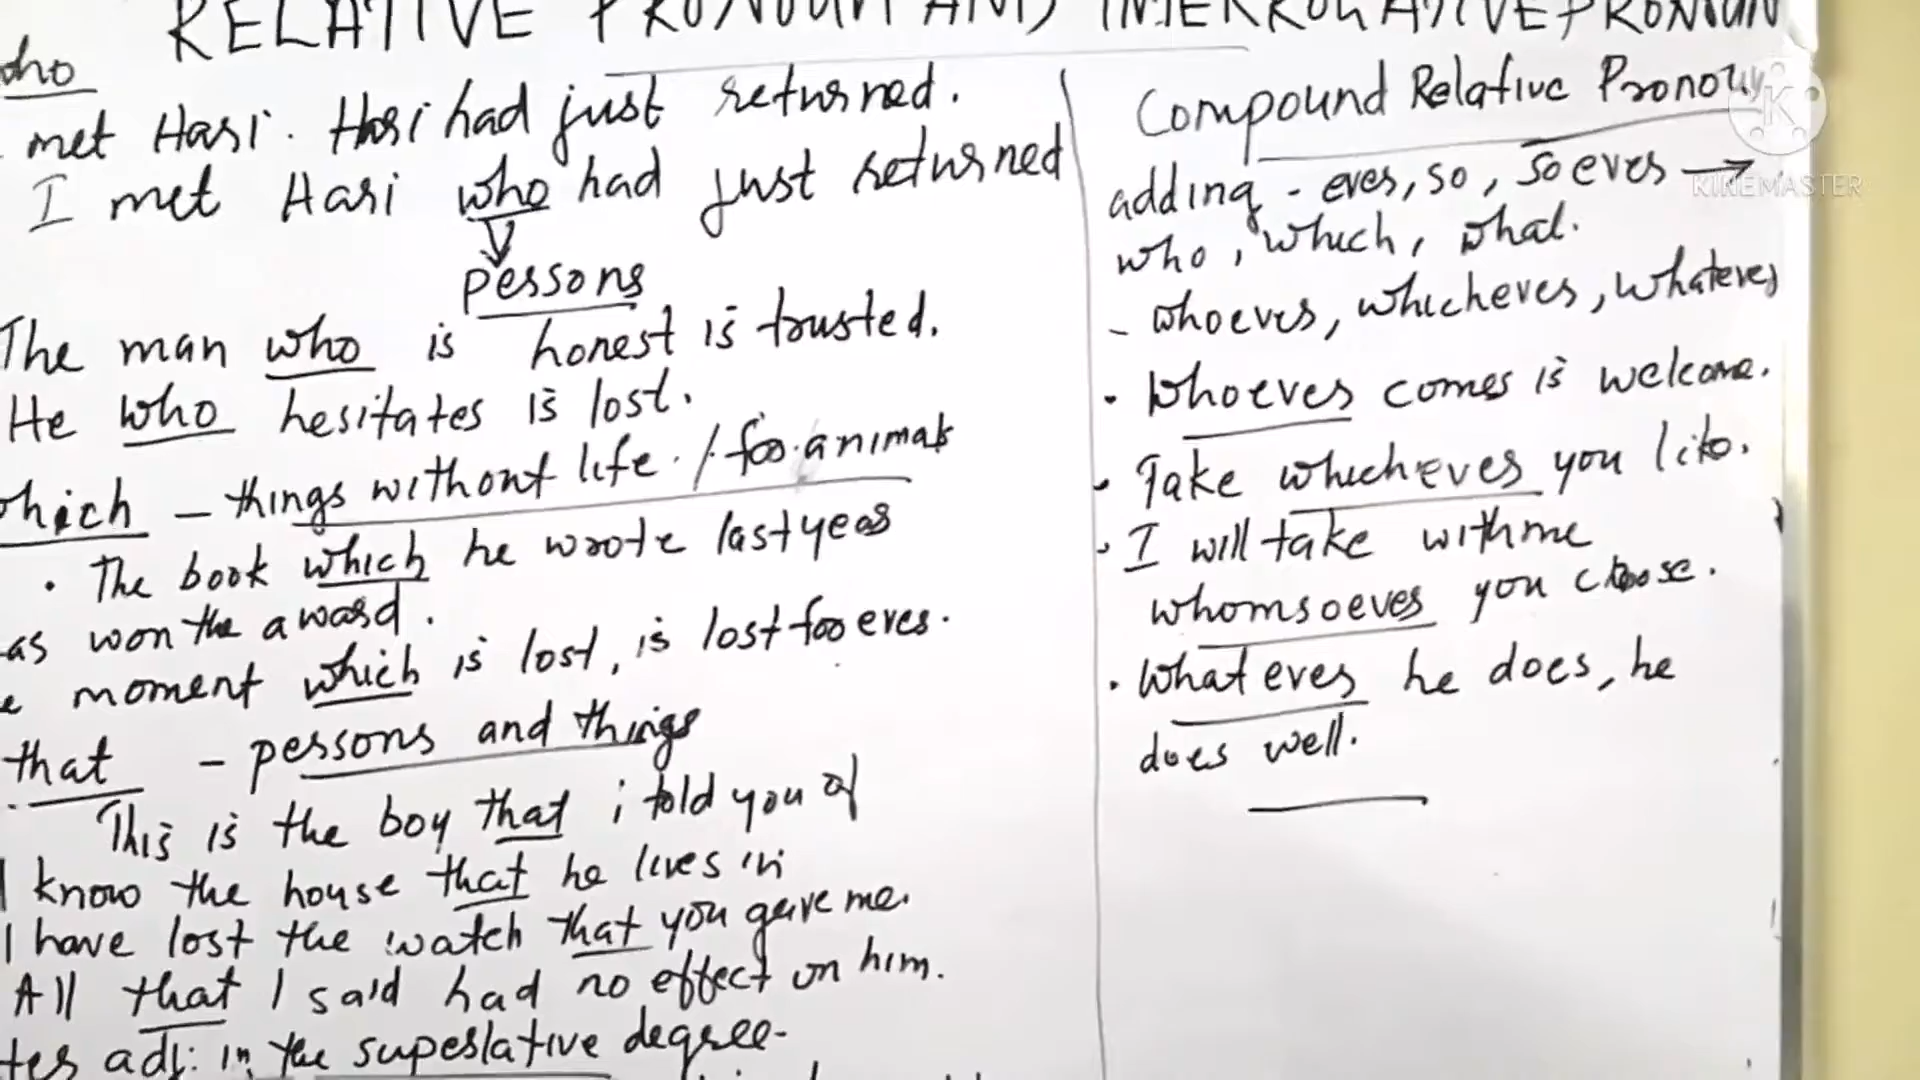 RELATIVE PRONOUN AND INTERROGATIVE PRONOUN
who
met Hari. Hari had just returned.
I met Hari who had just returned
persons
The man who is honest is trusted.
He who hesitates is lost.
which – things without life. / for animals
• The book which he wrote last year
as won the award.
e moment which is lost, is lost for ever.
that – persons and things
This is the boy that i told you of
I know the house that he lives in
I have lost the watch that you gave me.
All that I said had no effect on him.
ter adj: in the superlative degree-
Compound Relative Pronoun
adding - ever, so, soever →
who, which, what.
- whoever, whichever, whatever
• Whoever comes is welcome.
• Take whichever you like.
• I will take with me
whomsoever you choose.
• Whatever he does, he
does well.
KINEMASTER